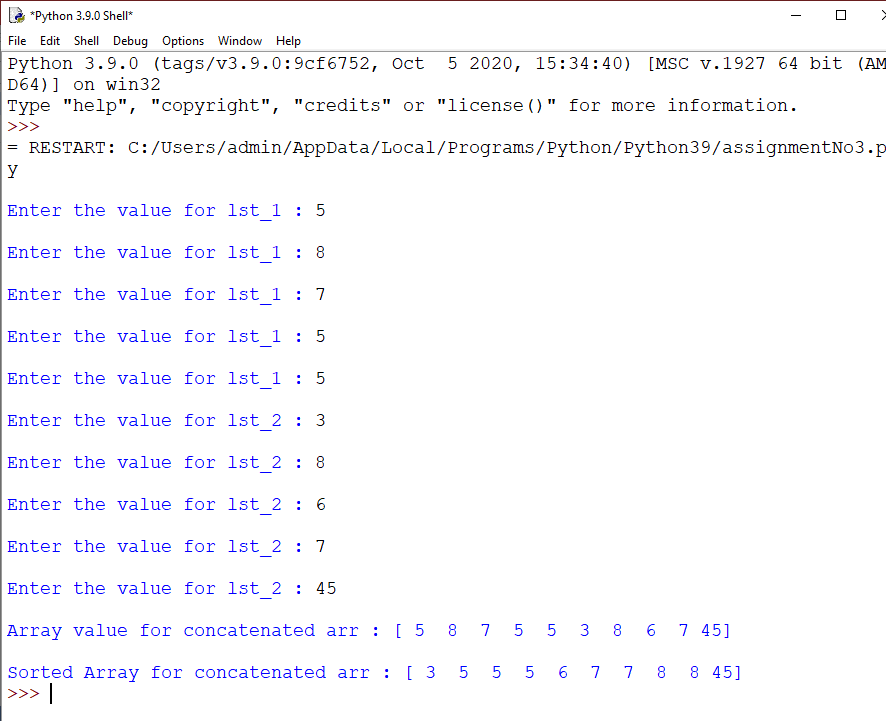 *Python 3.9.0 Shell*
File Edit Shell Debug Options Window Help
Python 3.9.0 (tags/v3.9.0:9cf6752, Oct  5 2020, 15:34:40) [MSC v.1927 64 bit (AM
D64)] on win32
Type "help", "copyright", "credits" or "license()" for more information.
>>>
= RESTART: C:/Users/admin/AppData/Local/Programs/Python/Python39/assignmentNo3.p
y
Enter the value for lst_1 : 5
Enter the value for lst_1 : 8
Enter the value for lst_1 : 7
Enter the value for lst_1 : 5
Enter the value for lst_1 : 5
Enter the value for lst_2 : 3
Enter the value for lst_2 : 8
Enter the value for lst_2 : 6
Enter the value for lst_2 : 7
Enter the value for lst_2 : 45
Array value for concatenated arr : [ 5  8  7  5  5  3  8  6  7 45]
Sorted Array for concatenated arr : [ 3  5  5  5  6  7  7  8  8 45]
>>>